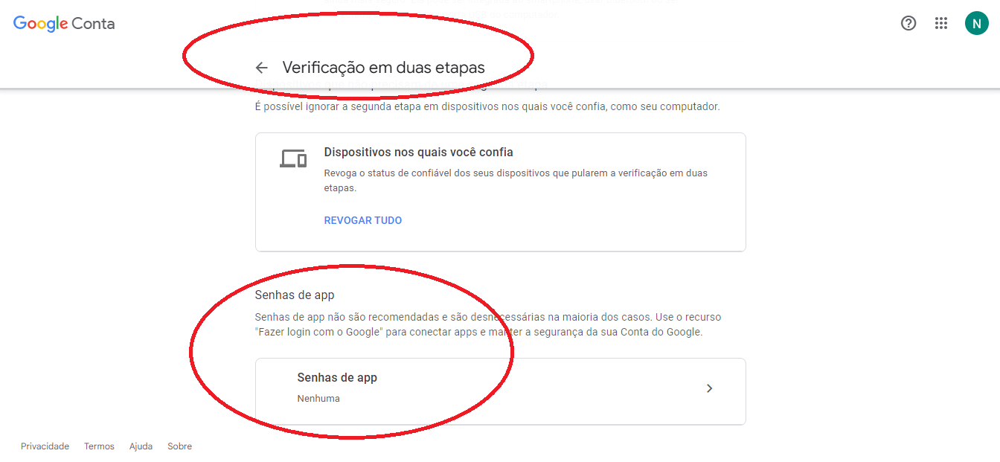 Google Conta
N
Verificação em duas etapas
É possível ignorar a segunda etapa em dispositivos nos quais você confia, como seu computador.
Dispositivos nos quais você confia
Revoga o status de confiável dos seus dispositivos que pularem a verificação em duas
etapas.
REVOGAR TUDO
Senhas de app
Senhas de app não são recomendadas e são desnecessárias na maioria dos casos. Use o recurso
"Fazer login com o Google" para conectar apps e manter a segurança da sua Conta do Google.
Senhas de app
Nenhuma
Privacidade Termos Ajuda Sobre